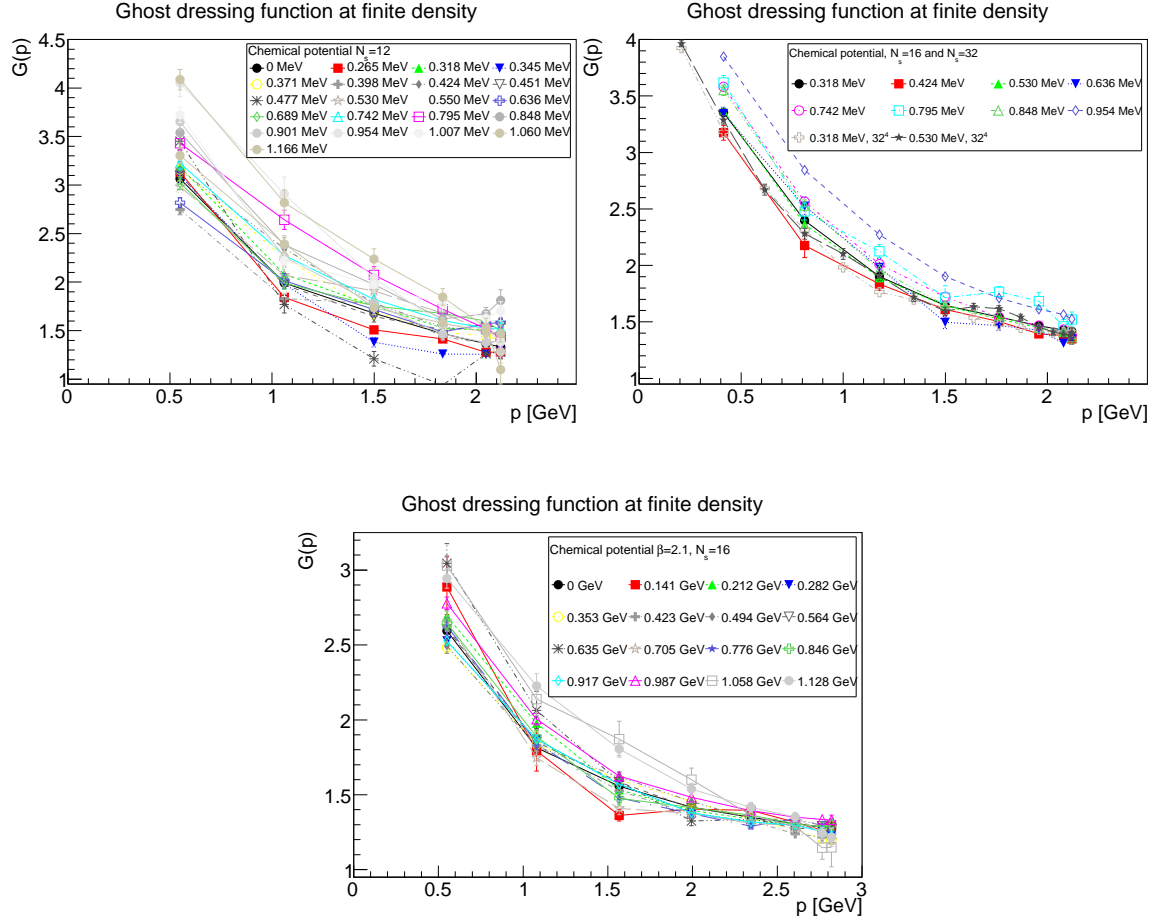 Ghost dressing function at finite density
G(p)
Chemical potential N_s=12
0 MeV 0.265 MeV 0.318 MeV 0.345 MeV
0.371 MeV 0.398 MeV 0.424 MeV 0.451 MeV
0.477 MeV 0.530 MeV 0.550 MeV 0.636 MeV
0.689 MeV 0.742 MeV 0.795 MeV 0.848 MeV
0.901 MeV 0.954 MeV 1.007 MeV 1.060 MeV
1.166 MeV
4.5
4
3.5
3
2.5
2
1.5
1
0 0.5 1 1.5 2
p [GeV]
Ghost dressing function at finite density
G(p)
Chemical potential, N_s=16 and N_s=32
0.318 MeV 0.424 MeV 0.530 MeV 0.636 MeV
0.742 MeV 0.795 MeV 0.848 MeV 0.954 MeV
0.318 MeV, 32⁴ 0.530 MeV, 32⁴
4
3.5
3
2.5
2
1.5
1
0 0.5 1 1.5 2
p [GeV]
Ghost dressing function at finite density
G(p)
Chemical potential β=2.1, N_s=16
0 GeV 0.141 GeV 0.212 GeV 0.282 GeV
0.353 GeV 0.423 GeV 0.494 GeV 0.564 GeV
0.635 GeV 0.705 GeV 0.776 GeV 0.846 GeV
0.917 GeV 0.987 GeV 1.058 GeV 1.128 GeV
3
2.5
2
1.5
1
0 0.5 1 1.5 2 2.5 3
p [GeV]